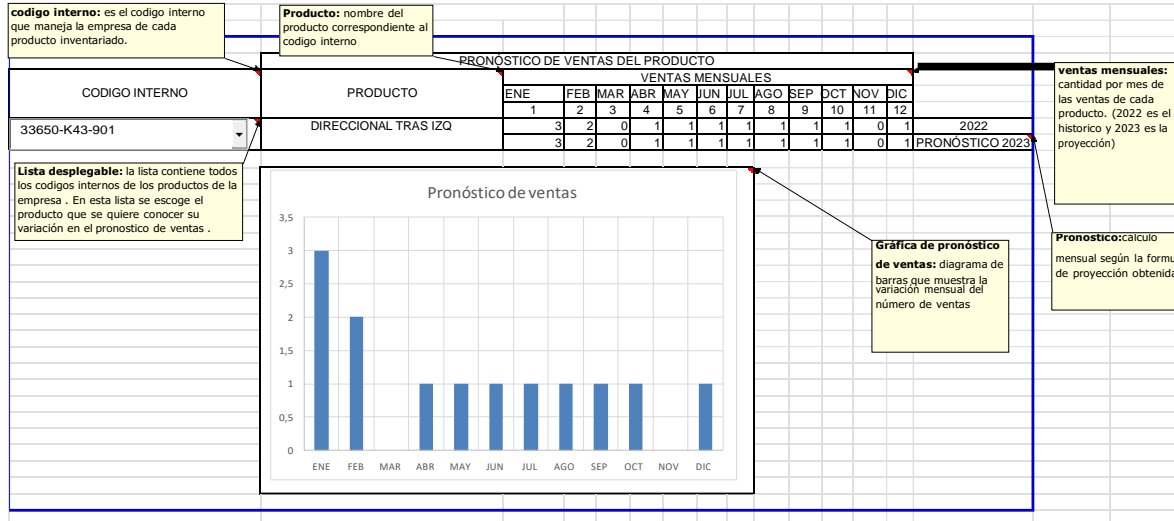 codigo interno: es el codigo interno
que maneja la empresa de cada
producto inventariado.
Producto: nombre del
producto correspondiente al
codigo interno
PRONÓSTICO DE VENTAS DEL PRODUCTO
CODIGO INTERNO
PRODUCTO
VENTAS MENSUALES
ENE FEB MAR ABR MAY JUN JUL AGO SEP OCT NOV DIC
1 2 3 4 5 6 7 8 9 10 11 12
33650-K43-901
DIRECCIONAL TRAS IZQ
3 2 0 1 1 1 1 1 1 1 0 1 2022
3 2 0 1 1 1 1 1 1 1 0 1 PRONÓSTICO 2023
ventas mensuales:
cantidad por mes de
las ventas de cada
producto. (2022 es el
historico y 2023 es la
proyección)
Lista desplegable: la lista contiene todos
los codigos internos de los productos de la
empresa . En esta lista se escoge el
producto que se quiere conocer su
variación en el pronostico de ventas .
Pronóstico de ventas
3,5
3
2,5
2
1,5
1
0,5
0
ENE FEB MAR ABR MAY JUN JUL AGO SEP OCT NOV DIC
Gráfica de pronóstico
de ventas: diagrama de
barras que muestra la
variación mensual del
número de ventas
Pronostico:calculo
mensual según la formu
de proyección obtenida